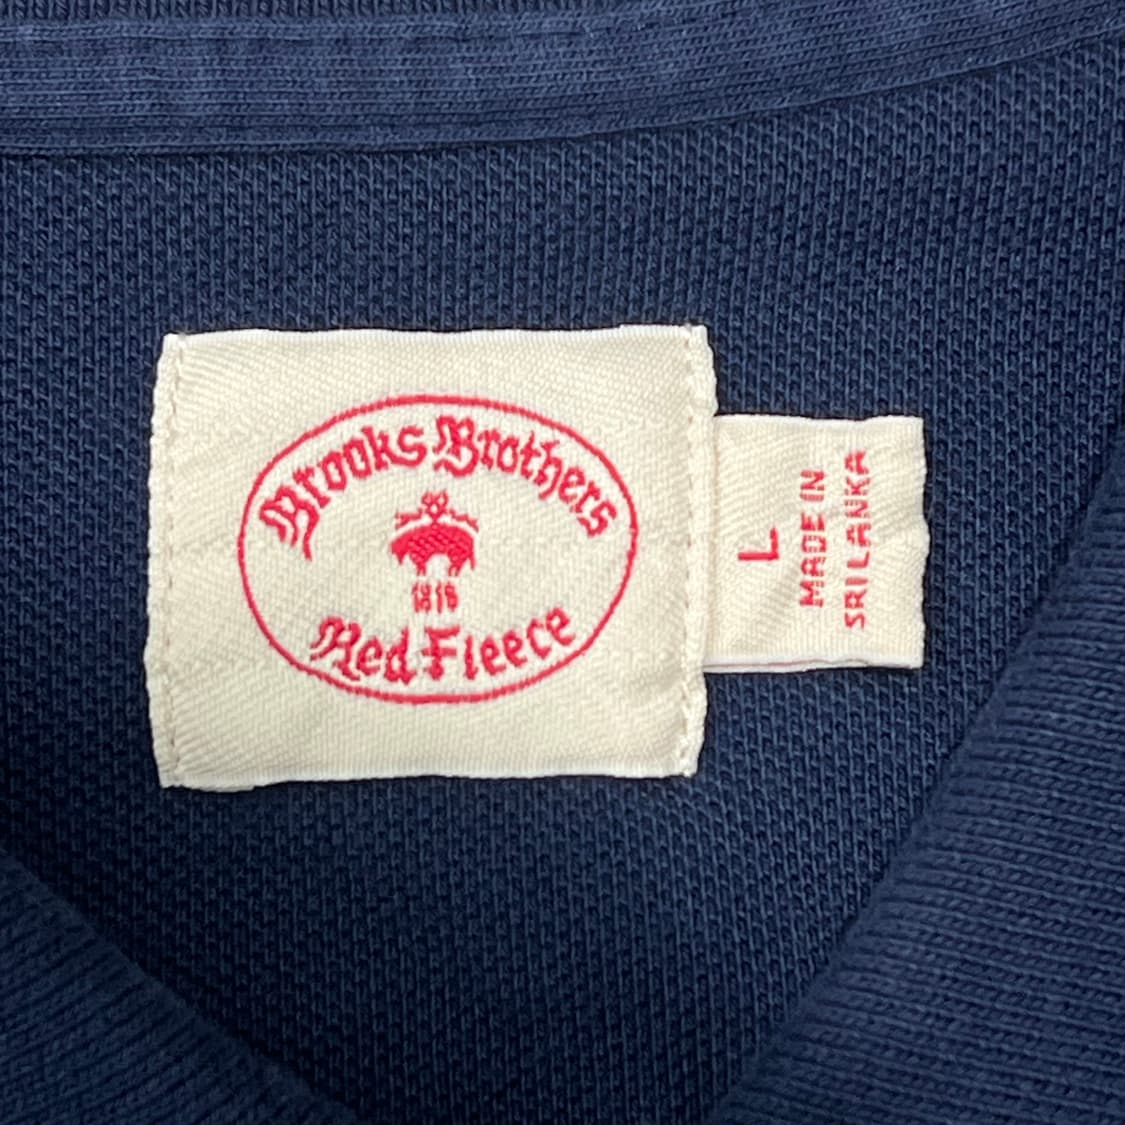 Brooks Brothers
1818
Red Fleece
L
MADE IN
SRI LANKA